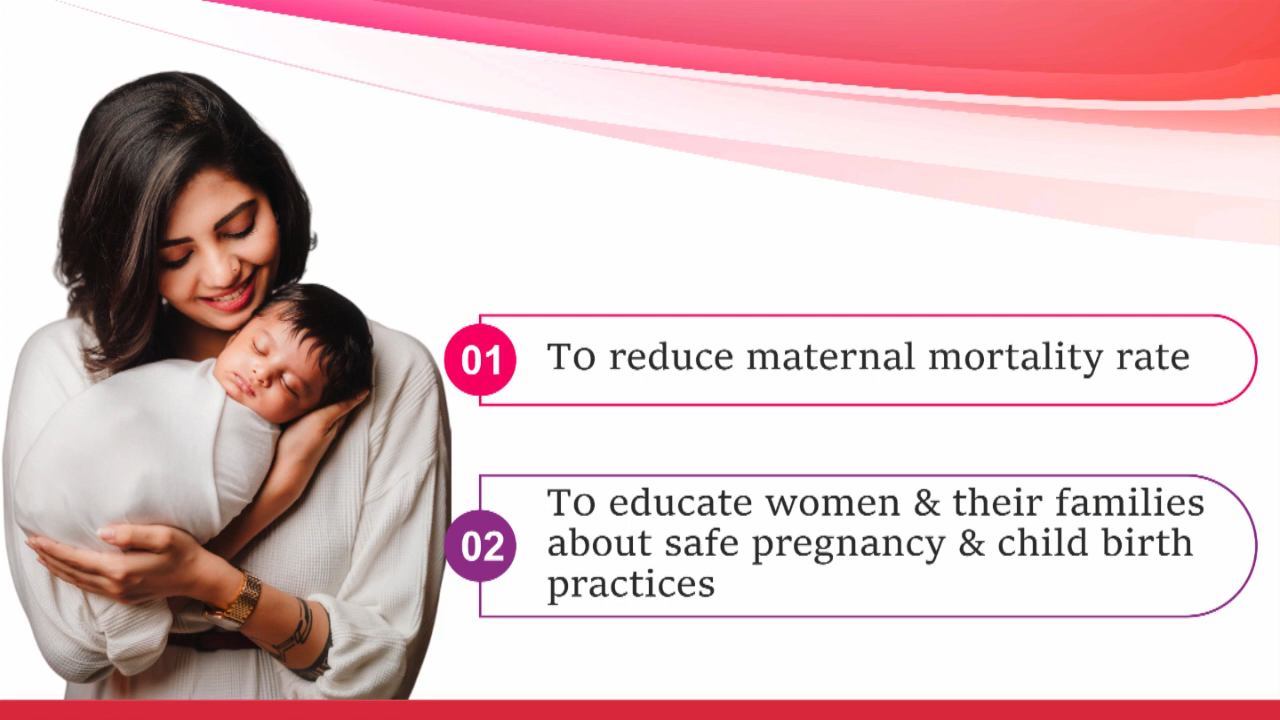 01
To reduce maternal mortality rate
02
To educate women & their families
about safe pregnancy & child birth
practices